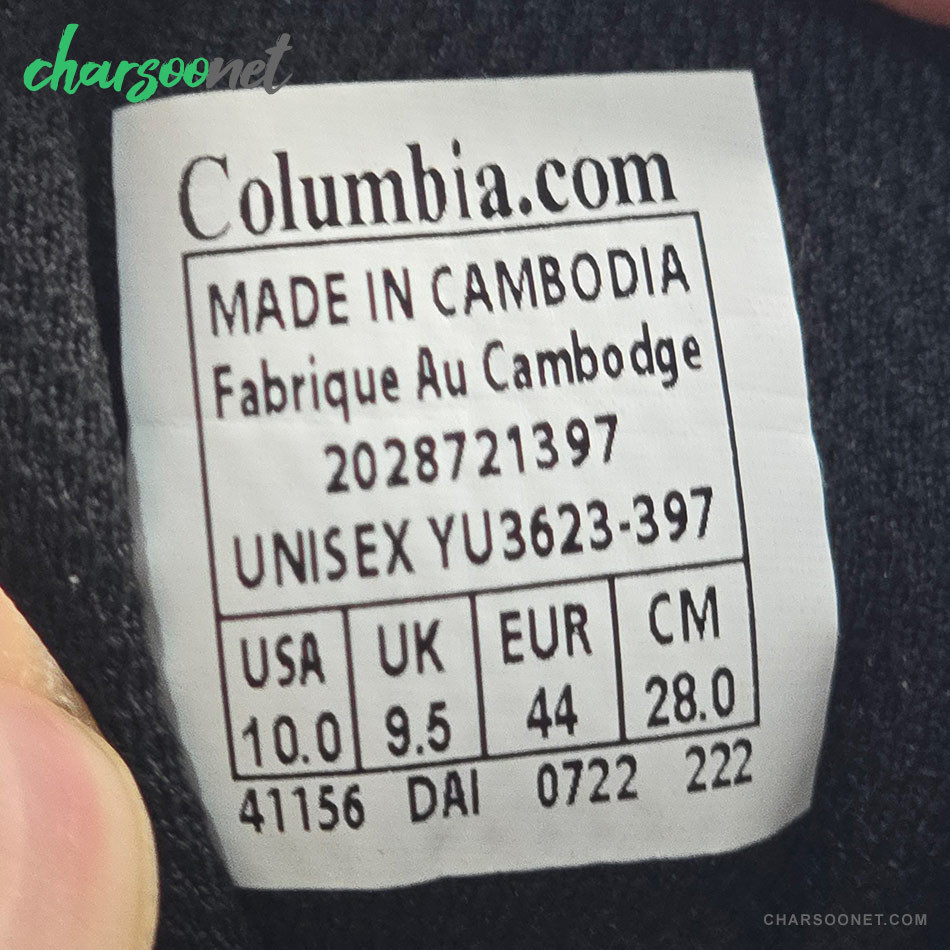 charsoonet
Columbia.com
MADE IN CAMBODIA
Fabrique Au Cambodge
2028721397
UNISEX YU3623-397
USA UK EUR CM
10.0 9.5 44 28.0
41156 DAI 0722 222
CHARSOONET.COM